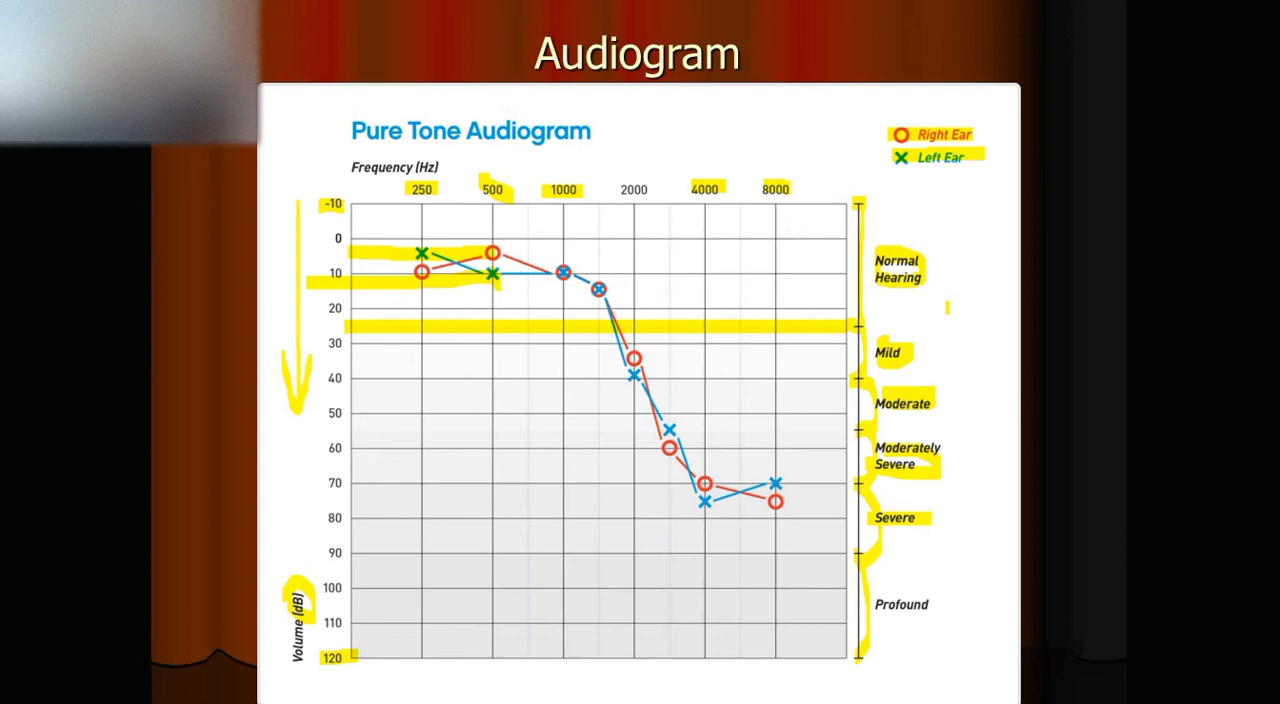 Audiogram
Pure Tone Audiogram
Right Ear
Left Ear
Frequency (Hz)
250 500 1000 2000 4000 8000
-10
0
10
20
30
40
50
60
70
80
90
100
110
120
Volume (dB)
Normal
Hearing
Mild
Moderate
Moderately
Severe
Severe
Profound